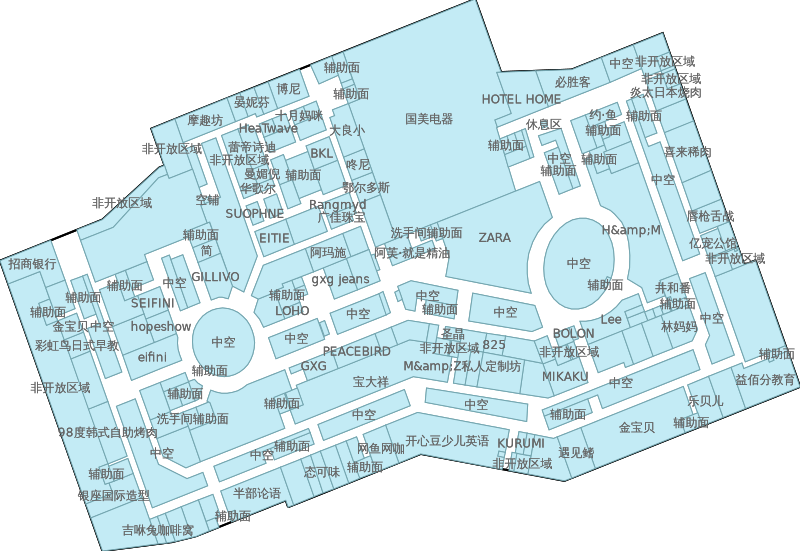 中空
非开放区域
辅助面
非开放区域
必胜客
博尼
辅助面
炎太日本烧肉
晏妮芬
HOTEL HOME
十月妈咪
约·鱼
辅助面
摩趣坊
国美电器
HeaTwave
大良小
休息区
辅助面
非开放区域
蕾帝诗迪
辅助面
BKL
喜来稀肉
非开放区域
中空
辅助面
咚尼
辅助面
曼娓倪
辅助面
中空
华歌尔
鄂尔多斯
非开放区域
空铺
Rangmyd
SUOPHNE
广佳珠宝
唇枪舌战
辅助面
EITIE
洗手间辅助面
ZARA
H&amp;M
亿宠公馆
简
阿玛施
阿芙·就是精油
非开放区域
招商银行
中空
GILLIVO
gxg jeans
辅助面
中空
辅助面
辅助面
井和番
辅助面
SEIFINI
辅助面
中空
辅助面
辅助面
LOHO
中空
辅助面
中空
Lee
中空
金宝贝中空
hopeshow
林妈妈
BOLON
彩虹鸟日式早教
中空
中空
圣晶
825
eifini
PEACEBIRD
非开放区域
非开放区域
辅助面
辅助面
GXG
M&amp;Z私人定制坊
MIKAKU
非开放区域
宝大祥
中空
益佰分教育
辅助面
辅助面
中空
乐贝儿
洗手间辅助面
中空
辅助面
辅助面
98度韩式自助烤肉
金宝贝
开心豆少儿英语
KURUMI
中空
中空
辅助面
网鱼网咖
遇见鳍
辅助面
态可味
辅助面
非开放区域
银座国际造型
半部论语
辅助面
吉咻兔咖啡窝